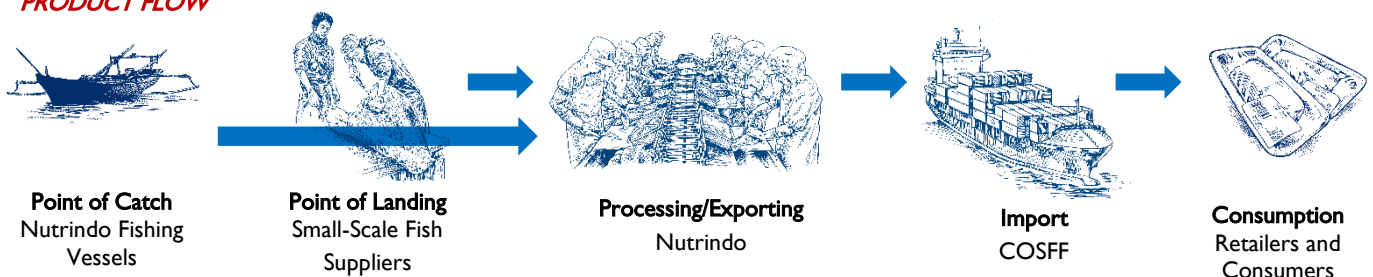 PRODUCT FLOW
Point of Catch
Nutrindo Fishing
Vessels
Point of Landing
Small-Scale Fish
Suppliers
Processing/Exporting
Nutrindo
Import
COSFF
Consumption
Retailers and
Consumers